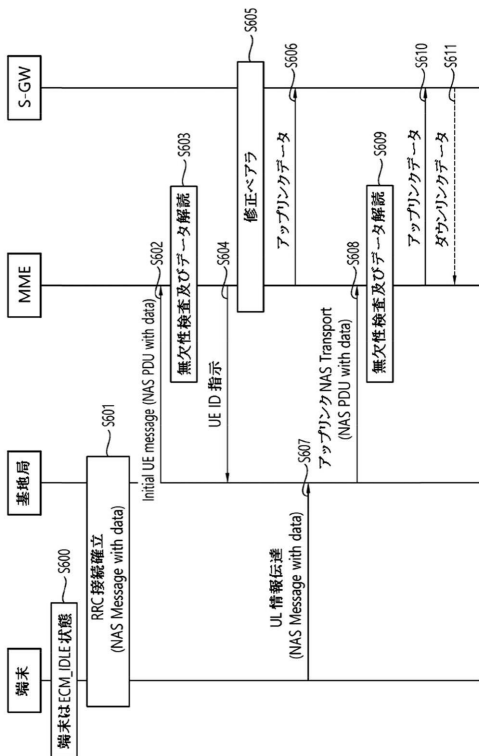 端末
基地局
MME
S-GW
端末はECM_IDLE 状態
S600
RRC 接続確立
(NAS Message with data)
S601
Initial UE message (NAS PDU with data)
S602
無欠性検査及びデータ解読
S603
UE ID 指示
S604
修正ベアラ
S605
アップリンクデータ
S606
UL 情報伝達
(NAS Message with data)
S607
アップリンク NAS Transport
(NAS PDU with data)
S608
無欠性検査及びデータ解読
S609
アップリンクデータ
S610
ダウンリンクデータ
S611